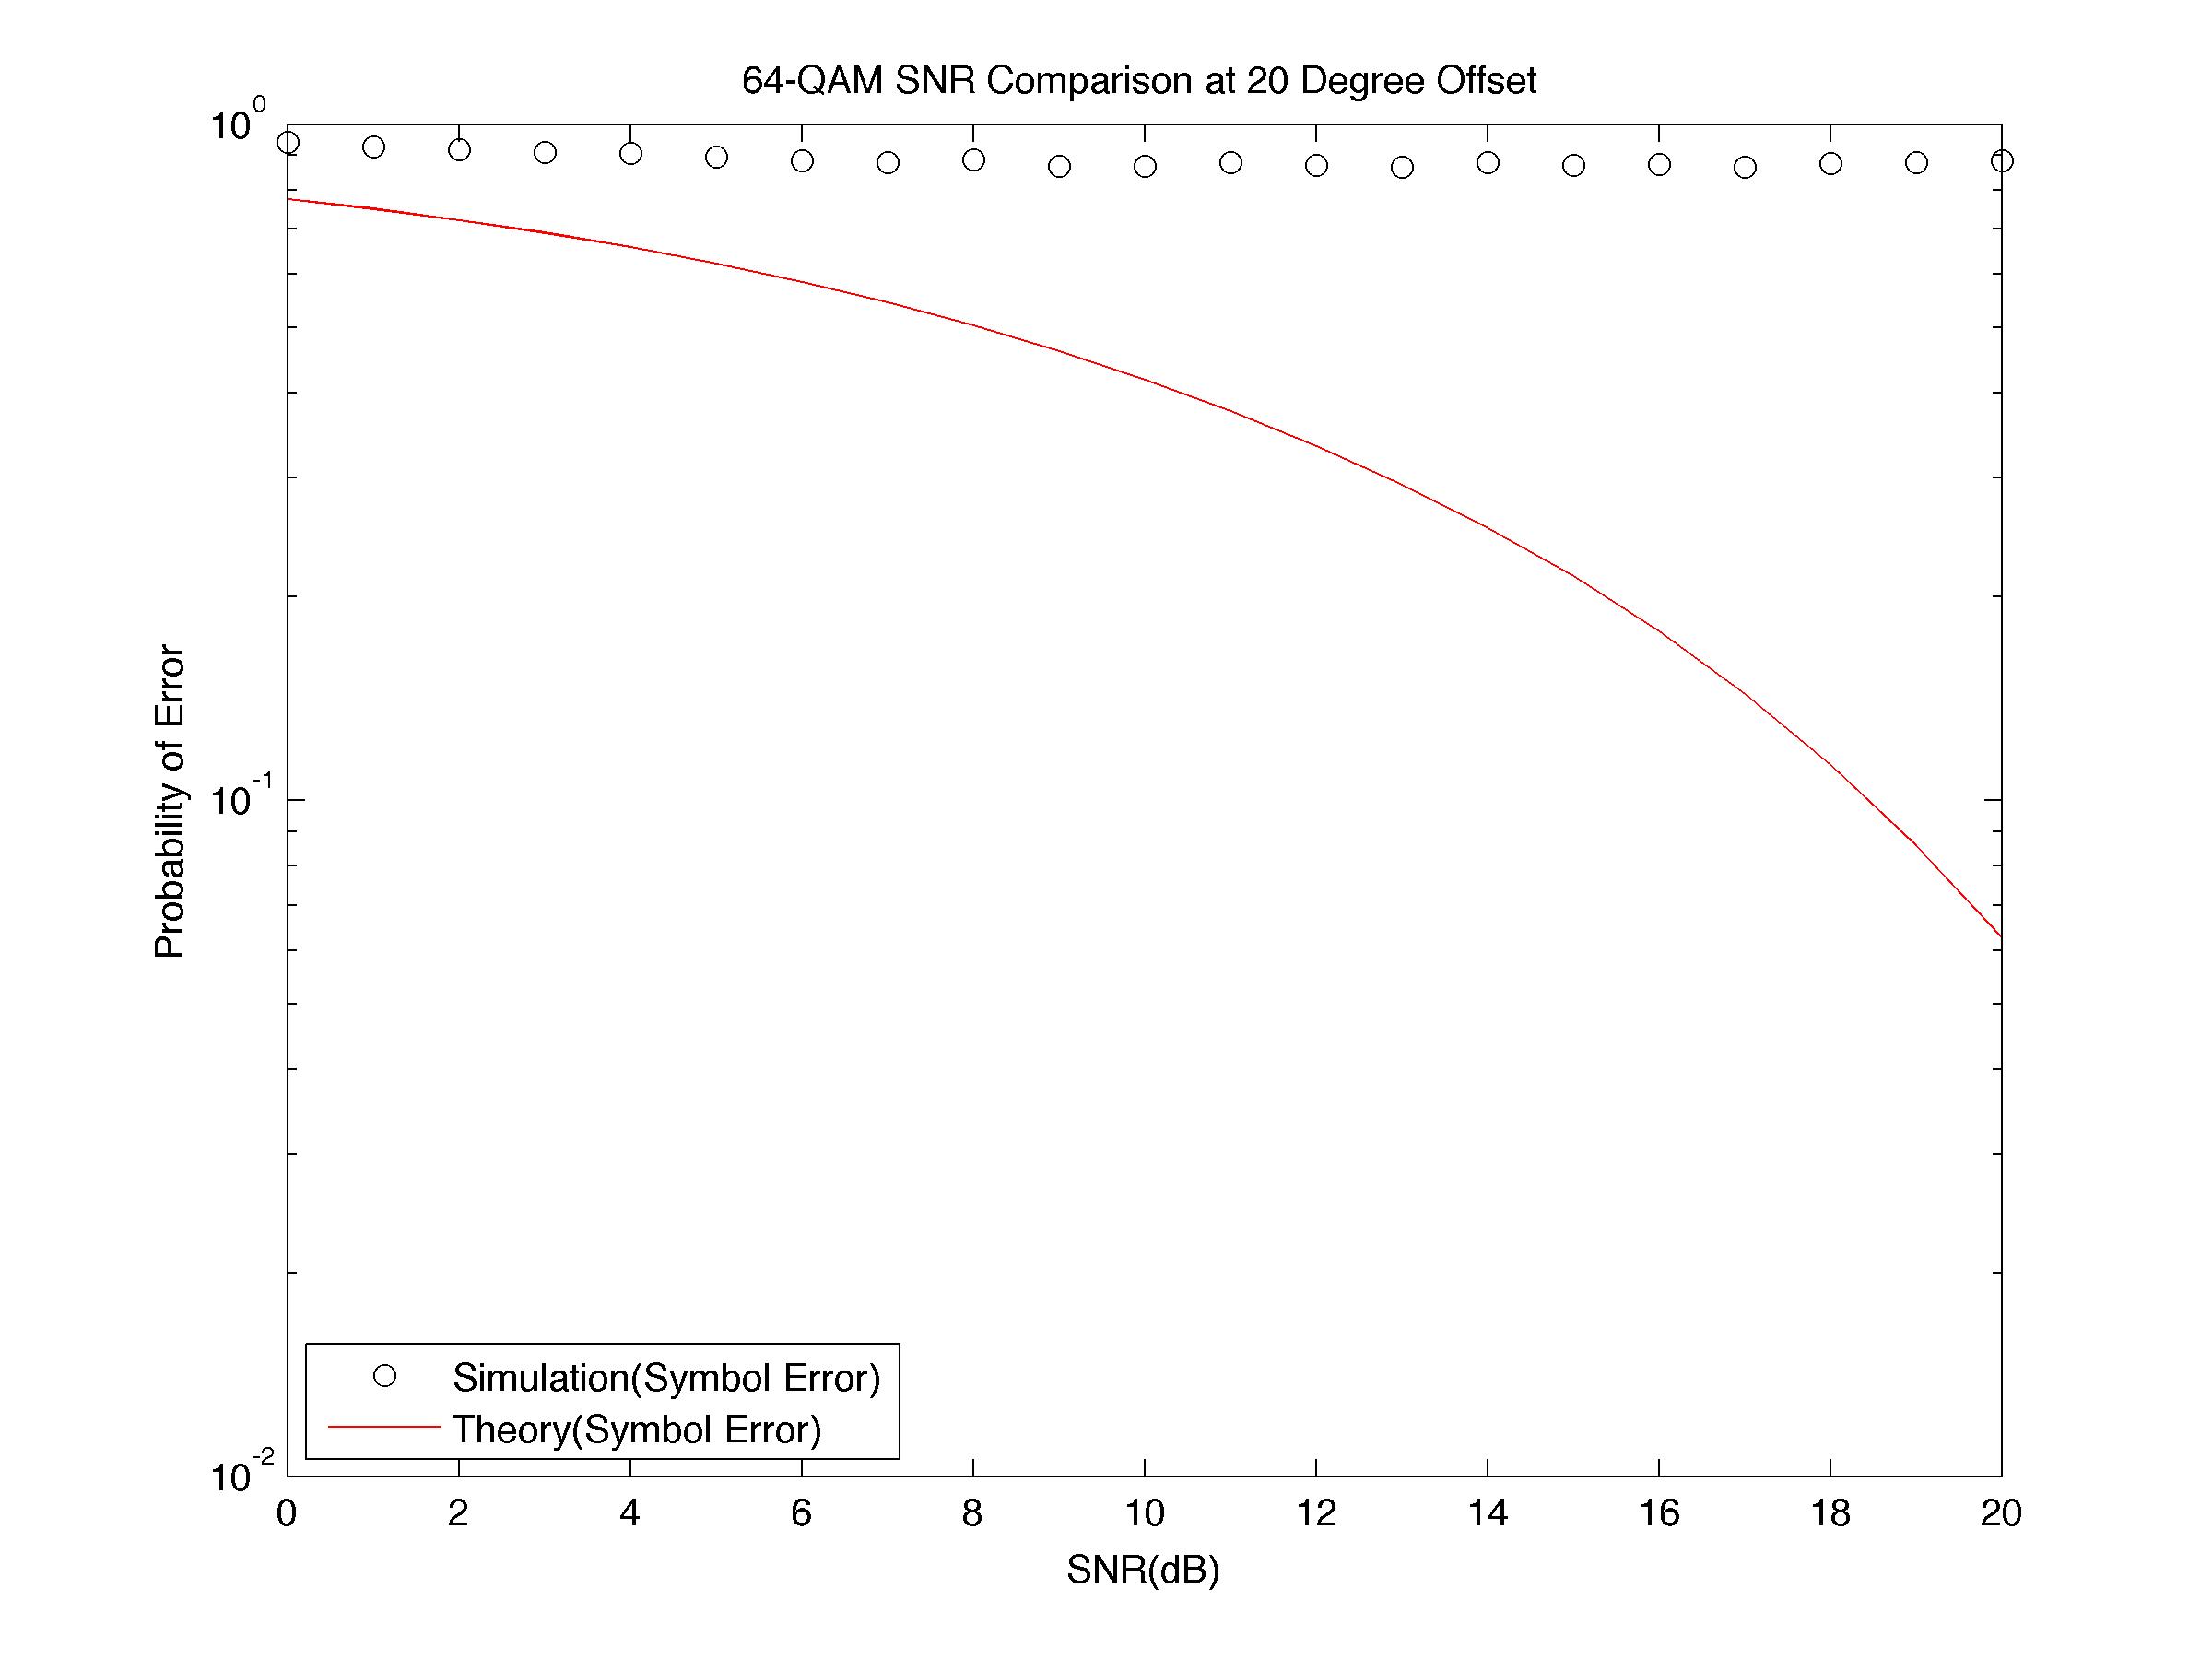 64-QAM SNR Comparison at 20 Degree Offset
10^0
10^-1
10^-2
Probability of Error
Simulation(Symbol Error)
Theory(Symbol Error)
0 2 4 6 8 10 12 14 16 18 20
SNR(dB)